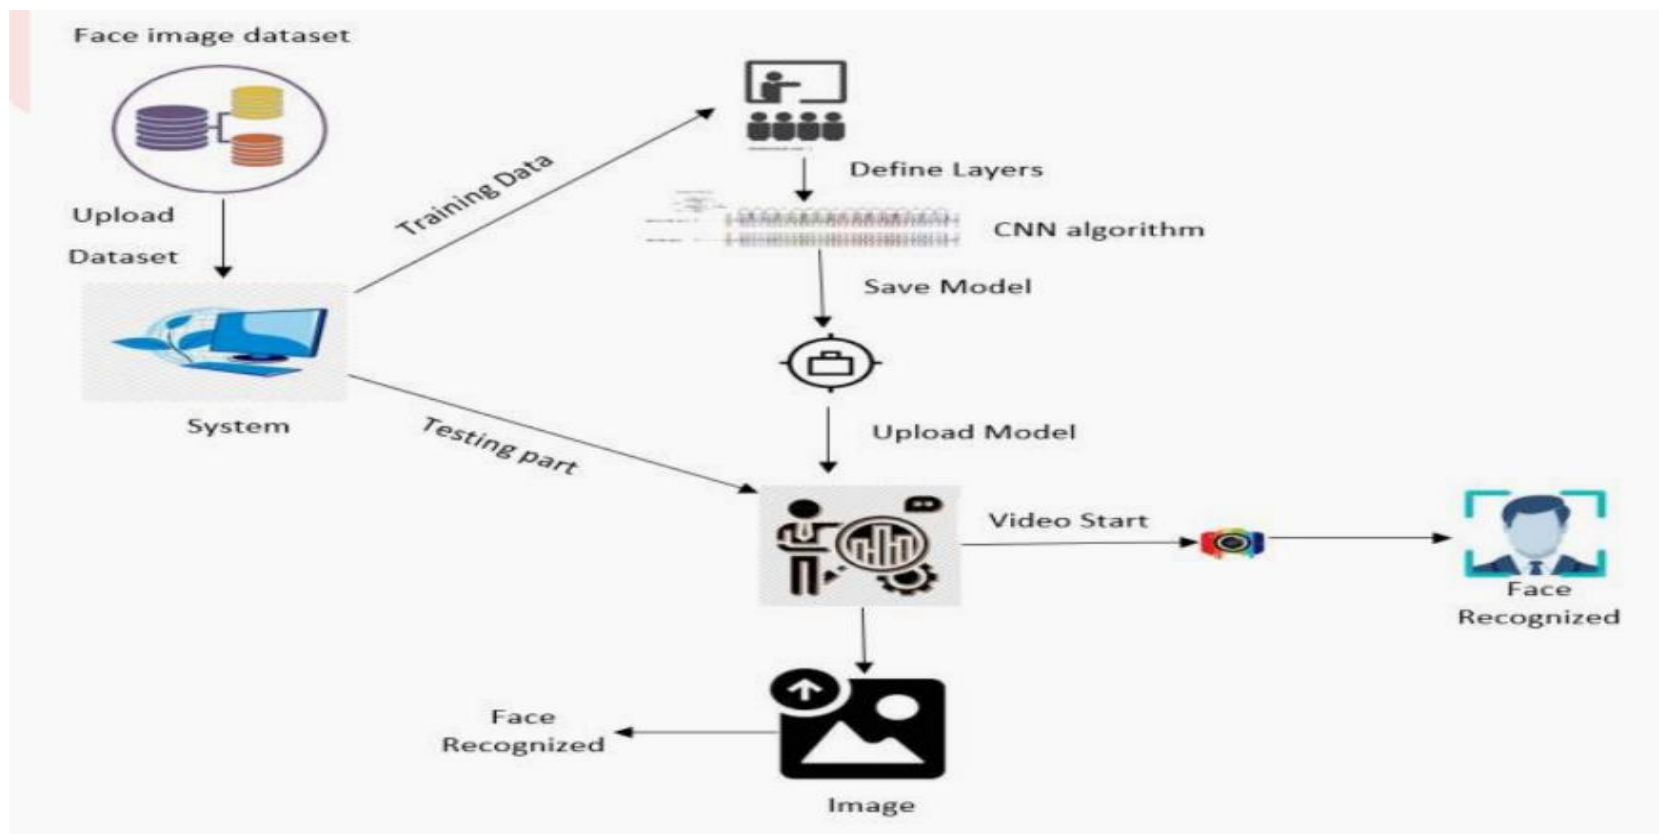 Face image dataset
Upload
Dataset
System
Training Data
Testing part
Define Layers
CNN algorithm
Save Model
Upload Model
Video Start
Face
Recognized
Face
Recognized
Image